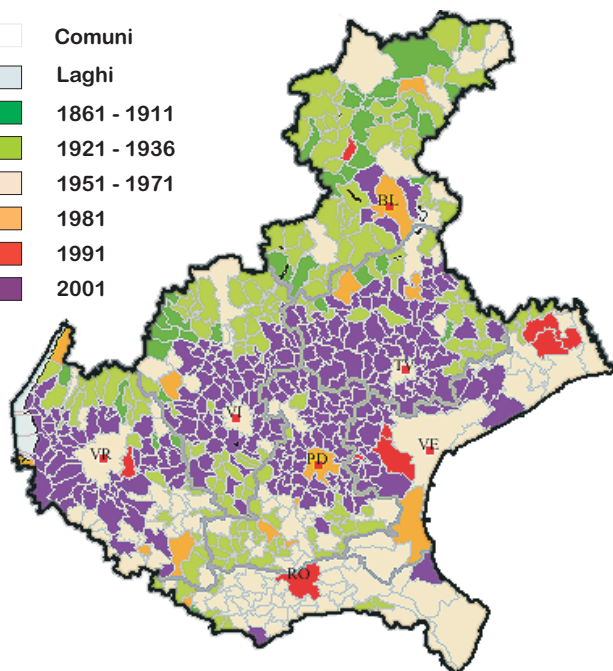 Comuni
Laghi
1861 - 1911
1921 - 1936
1951 - 1971
1981
1991
2001
BL
TV
VI
VE
VR
PD
RO